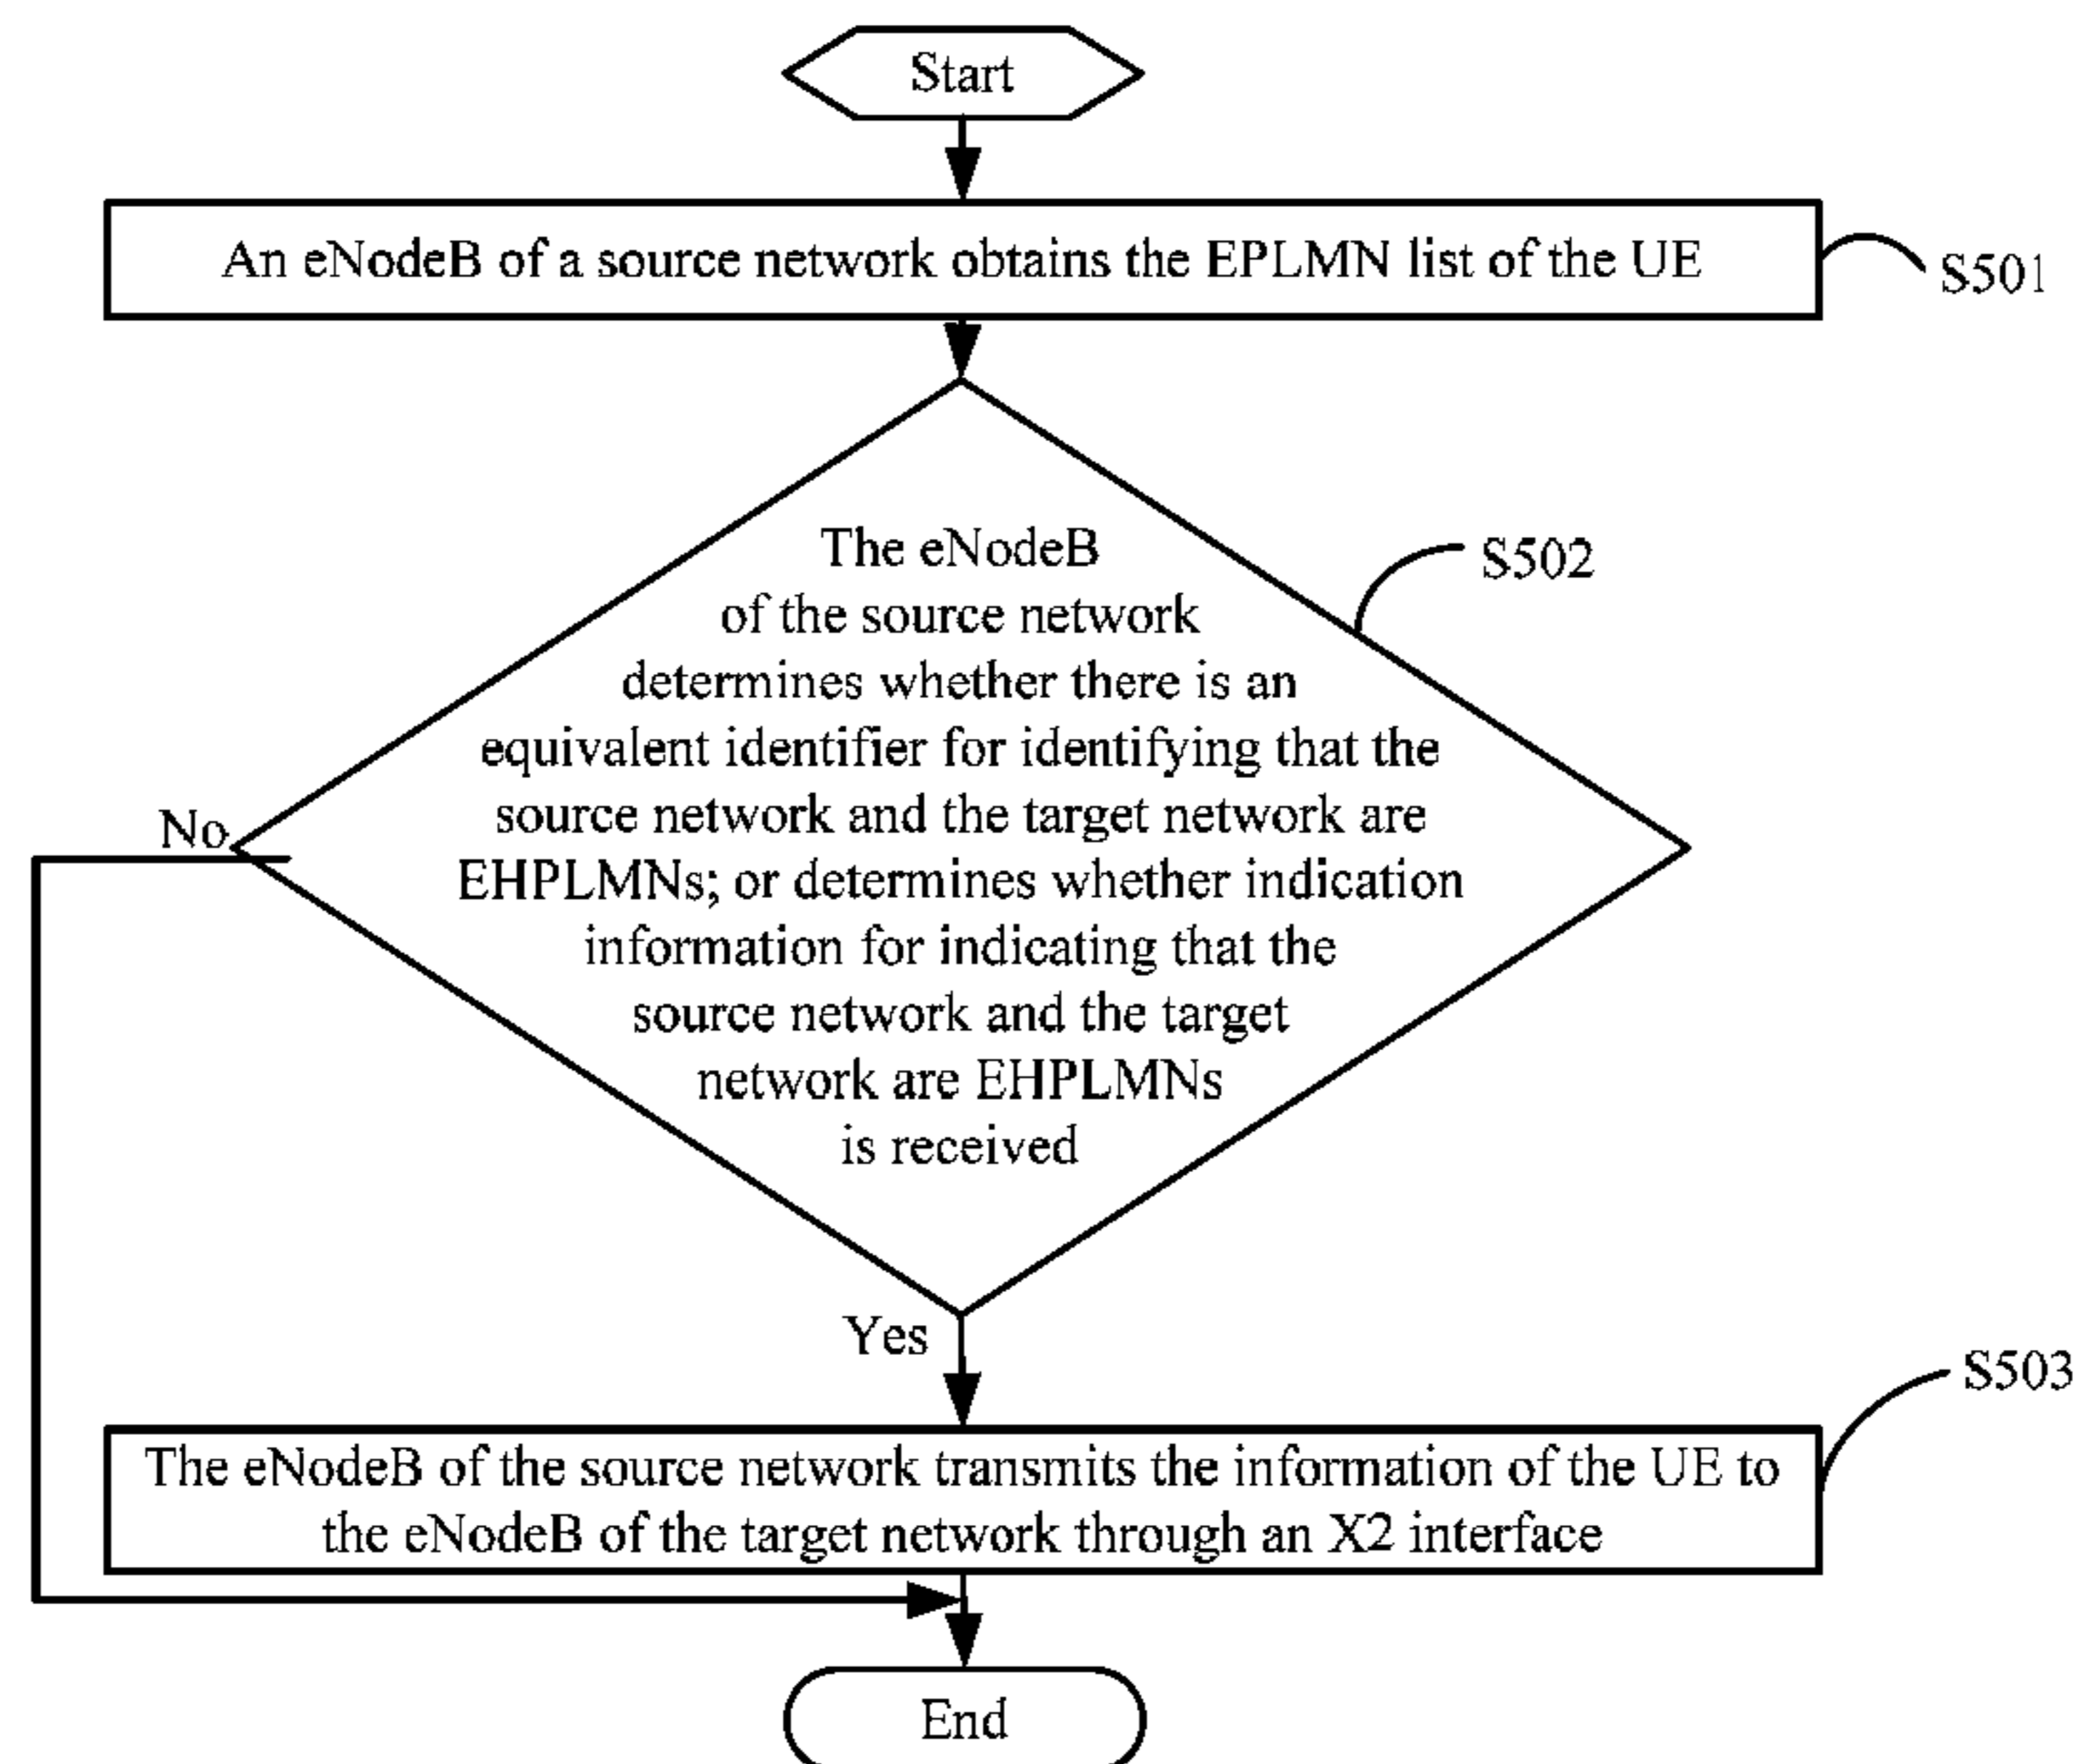 Start
An eNodeB of a source network obtains the EPLMN list of the UE
S501
The eNodeB
of the source network
determines whether there is an
equivalent identifier for identifying that the
source network and the target network are
EHPLMNs; or determines whether indication
information for indicating that the
source network and the target
network are EHPLMNs
is received
S502
No
Yes
S503
The eNodeB of the source network transmits the information of the UE to
the eNodeB of the target network through an X2 interface
End